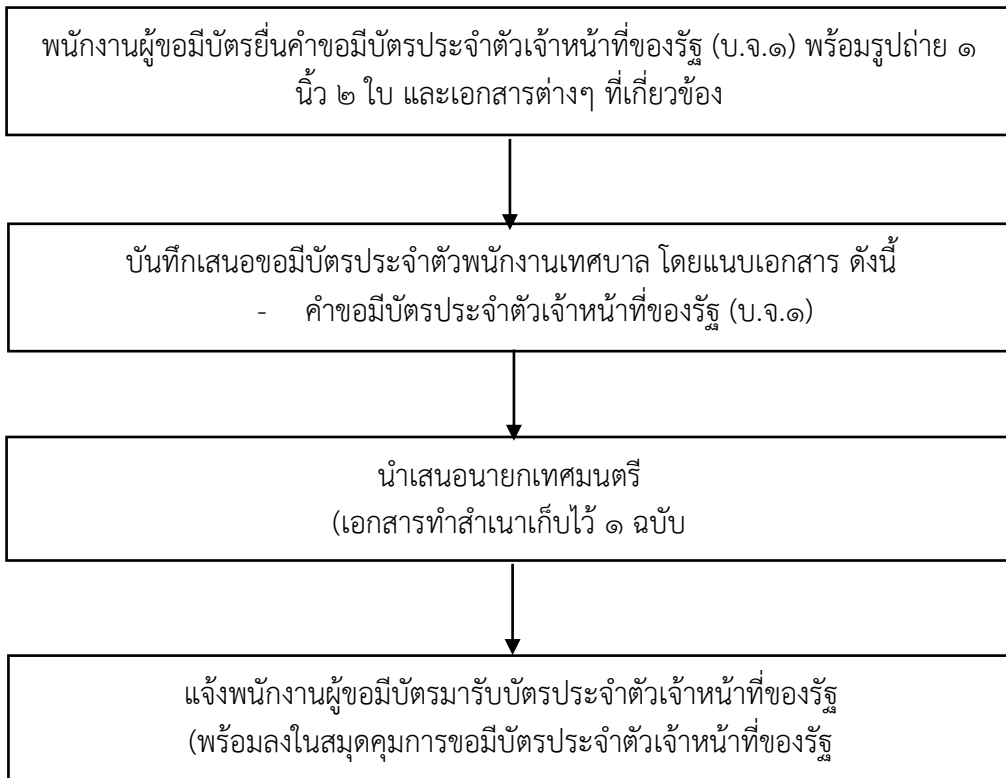 พนักงานผู้ขอมีบัตรยื่นคำขอมีบัตรประจำตัวเจ้าหน้าที่ของรัฐ (บ.จ.๑) พร้อมรูปถ่าย ๑
นิ้ว ๒ ใบ และเอกสารต่างๆ ที่เกี่ยวข้อง
บันทึกเสนอขอมีบัตรประจำตัวพนักงานเทศบาล โดยแนบเอกสาร ดังนี้
- คำขอมีบัตรประจำตัวเจ้าหน้าที่ของรัฐ (บ.จ.๑)
นำเสนอนายกเทศมนตรี
(เอกสารทำสำเนาเก็บไว้ ๑ ฉบับ
แจ้งพนักงานผู้ขอมีบัตรมารับบัตรประจำตัวเจ้าหน้าที่ของรัฐ
(พร้อมลงในสมุดคุมการขอมีบัตรประจำตัวเจ้าหน้าที่ของรัฐ